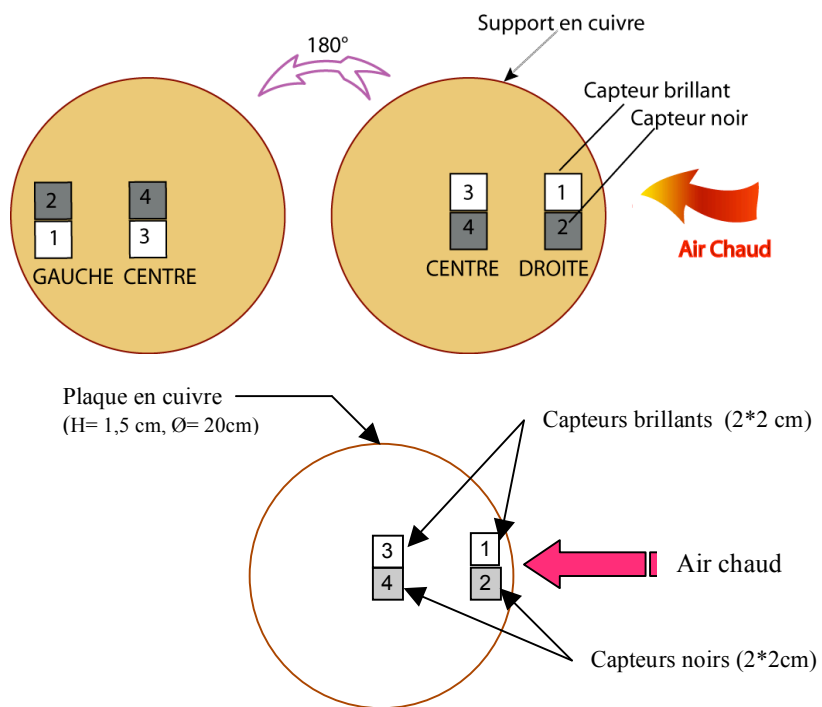 Support en cuivre
180°
Capteur brillant
Capteur noir
2
4
3
1
1
3
4
2
Air Chaud
GAUCHE
CENTRE
CENTRE
DROITE
Plaque en cuivre
(H= 1,5 cm, Ø= 20cm)
Capteurs brillants (2*2 cm)
3
1
4
2
Air chaud
Capteurs noirs (2*2cm)